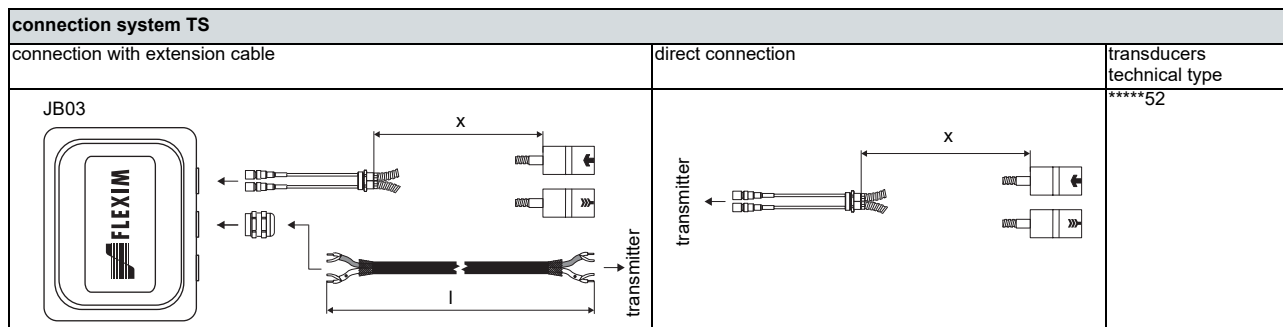 connection system TS
connection with extension cable
direct connection
transducers
technical type
JB03
x
FLEXIM
transmitter
l
transmitter
x
*****52